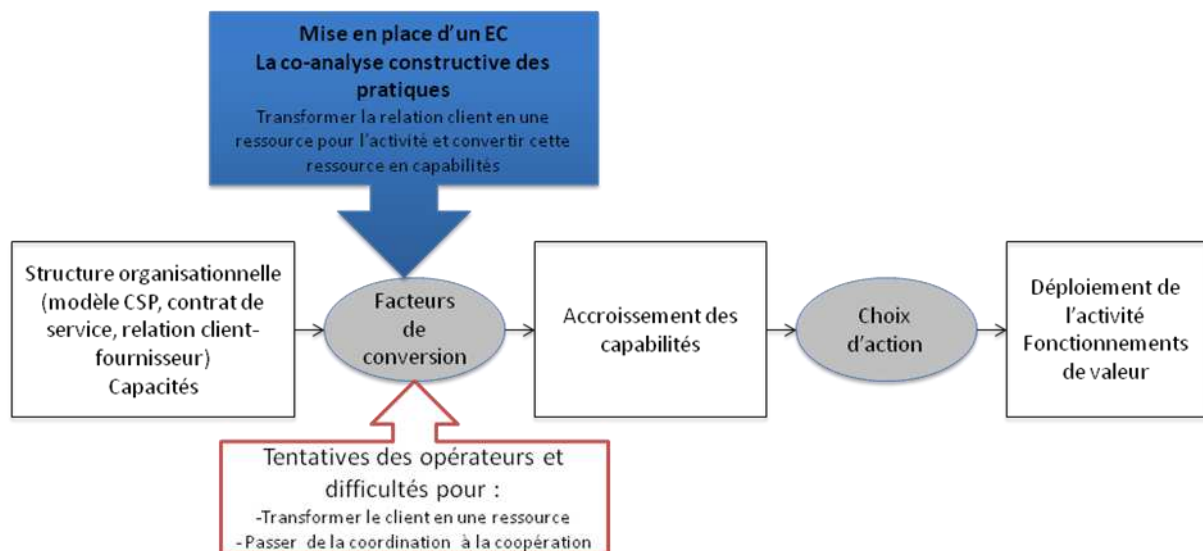 Mise en place d'un EC
La co-analyse constructive des
pratiques
Transformer la relation client en une
ressource pour l'activité et convertir cette
ressource en capabilités
Structure organisationnelle
(modèle CSP, contrat de
service, relation client-
fournisseur)
Capacités
Facteurs
de
conversion
Accroissement des
capabilités
Choix
d'action
Déploiement de
l'activité
Fonctionnements
de valeur
Tentatives des opérateurs et
difficultés pour :
-Transformer le client en une ressource
-Passer de la coordination à la coopération